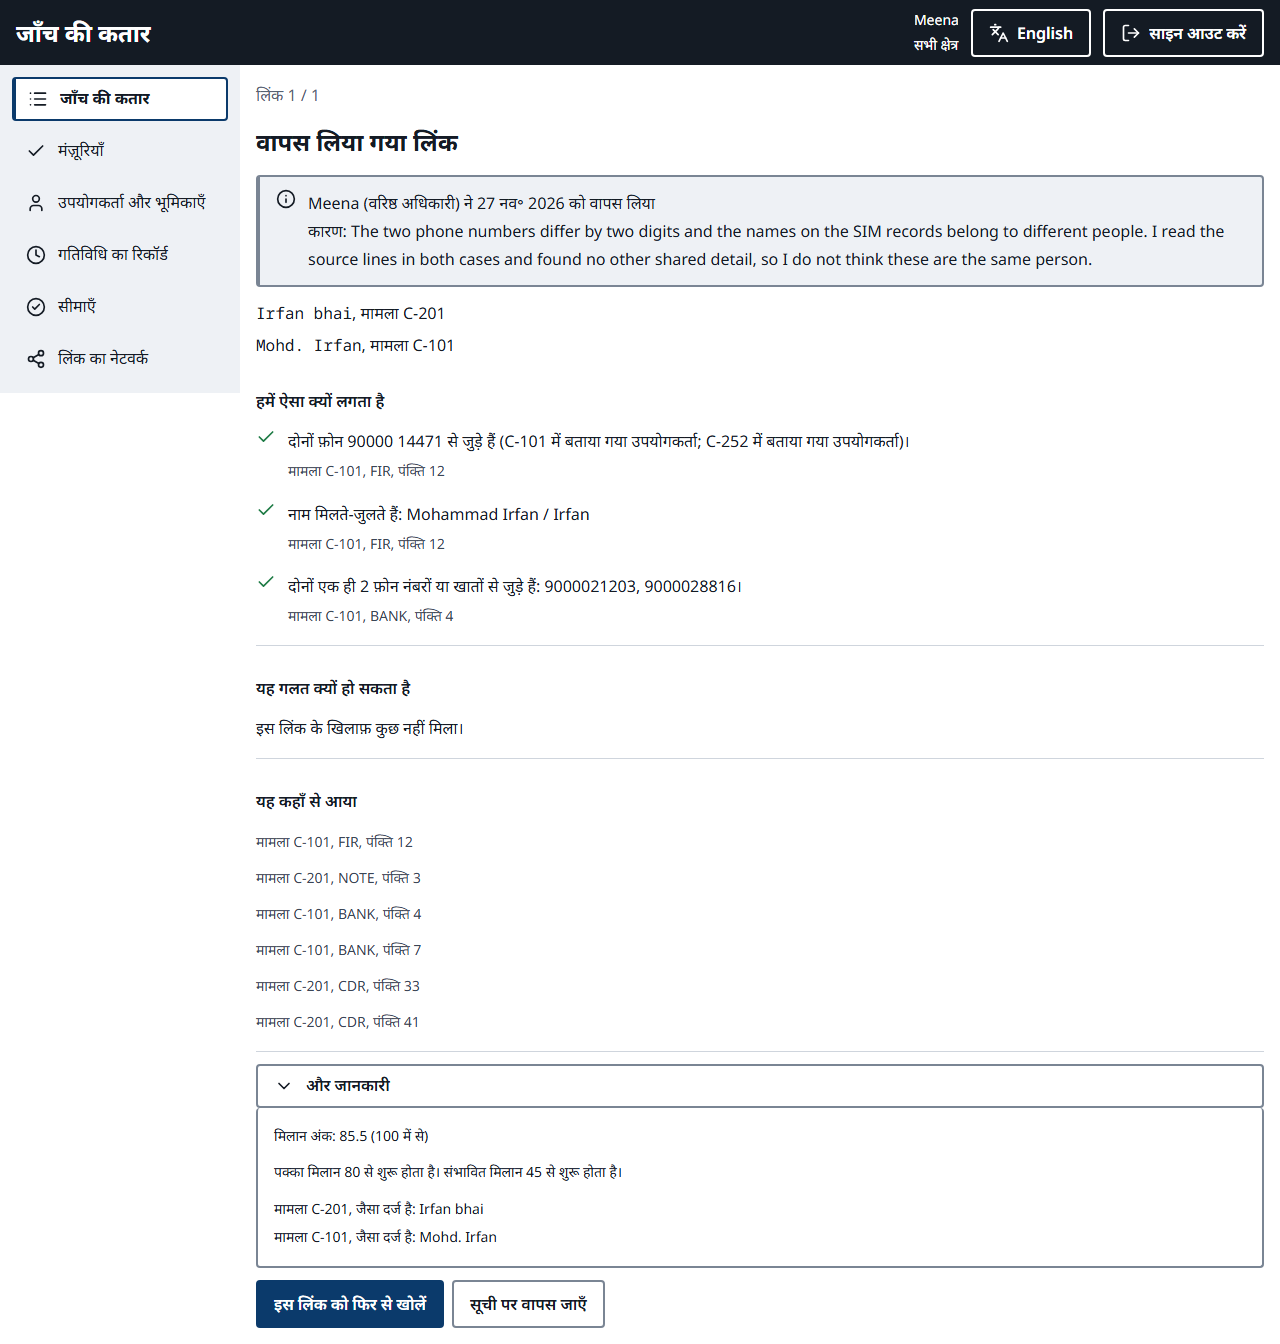 जाँच की कतार
Meena
सभी क्षेत्र
English
साइन आउट करें
जाँच की कतार
मंज़ूरियाँ
उपयोगकर्ता और भूमिकाएँ
गतिविधि का रिकॉर्ड
सीमाएँ
लिंक का नेटवर्क
लिंक 1 / 1
वापस लिया गया लिंक
Meena (वरिष्ठ अधिकारी) ने 27 नव॰ 2026 को वापस लिया
कारण: The two phone numbers differ by two digits and the names on the SIM records belong to different people. I read the
source lines in both cases and found no other shared detail, so I do not think these are the same person.
Irfan bhai, मामला C-201
Mohd. Irfan, मामला C-101
हमें ऐसा क्यों लगता है
दोनों फ़ोन 90000 14471 से जुड़े हैं (C-101 में बताया गया उपयोगकर्ता; C-252 में बताया गया उपयोगकर्ता)।
मामला C-101, FIR, पंक्ति 12
नाम मिलते-जुलते हैं: Mohammad Irfan / Irfan
मामला C-101, FIR, पंक्ति 12
दोनों एक ही 2 फ़ोन नंबरों या खातों से जुड़े हैं: 9000021203, 9000028816।
मामला C-101, BANK, पंक्ति 4
यह गलत क्यों हो सकता है
इस लिंक के खिलाफ़ कुछ नहीं मिला।
यह कहाँ से आया
मामला C-101, FIR, पंक्ति 12
मामला C-201, NOTE, पंक्ति 3
मामला C-101, BANK, पंक्ति 4
मामला C-101, BANK, पंक्ति 7
मामला C-201, CDR, पंक्ति 33
मामला C-201, CDR, पंक्ति 41
और जानकारी
मिलान अंक: 85.5 (100 में से)
पक्का मिलान 80 से शुरू होता है। संभावित मिलान 45 से शुरू होता है।
मामला C-201, जैसा दर्ज है: Irfan bhai
मामला C-101, जैसा दर्ज है: Mohd. Irfan
इस लिंक को फिर से खोलें
सूची पर वापस जाएँ